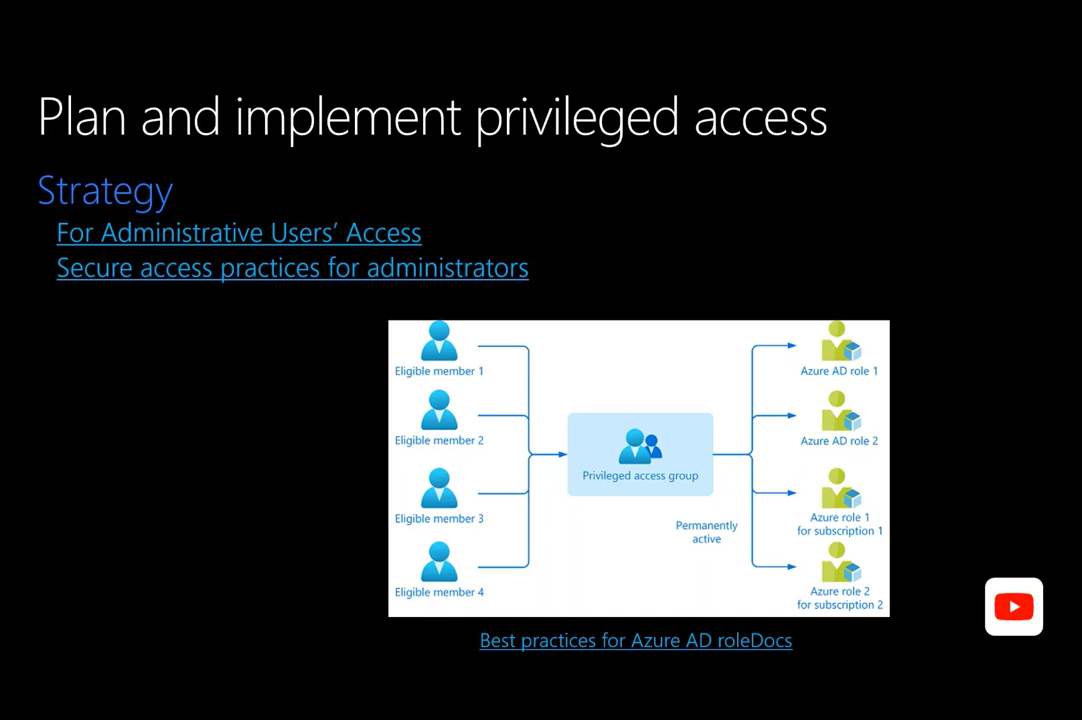 Plan and implement privileged access
Strategy
For Administrative Users’ Access
Secure access practices for administrators
Eligible member 1
Eligible member 2
Eligible member 3
Eligible member 4
Privileged access group
Permanently
active
Azure AD role 1
Azure AD role 2
Azure role 1
for subscription 1
Azure role 2
for subscription 2
Best practices for Azure AD roleDocs